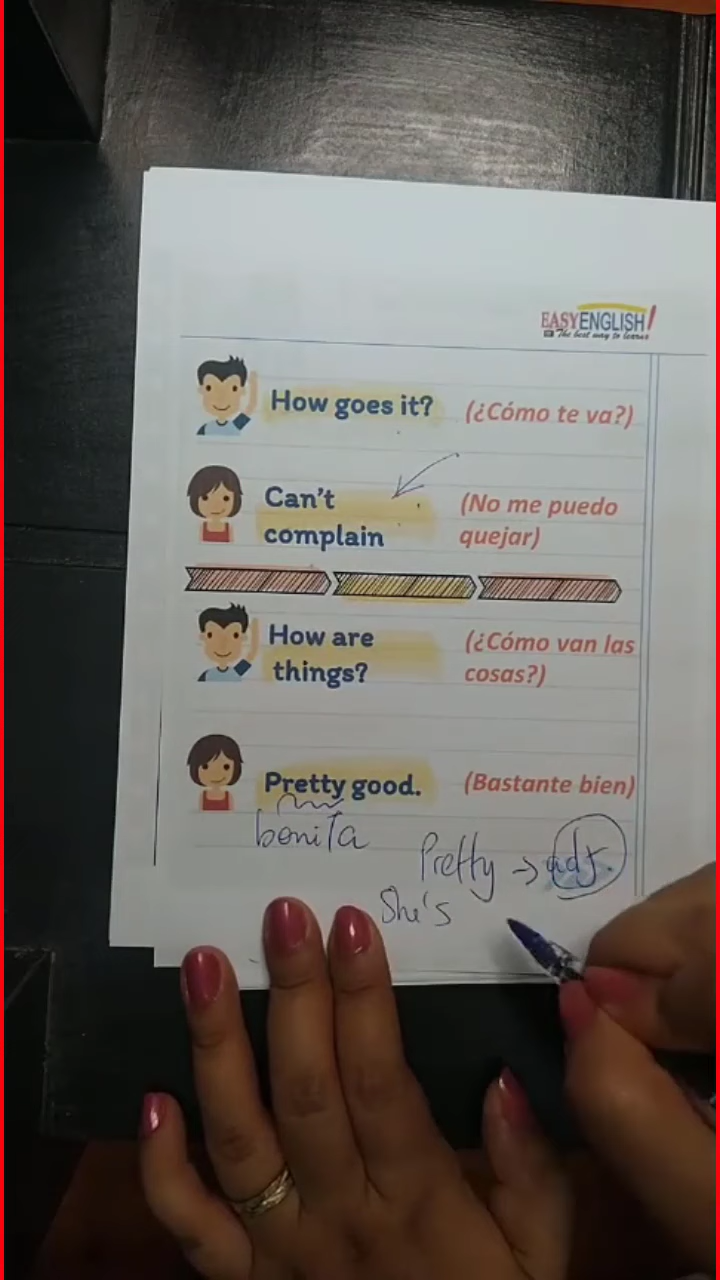 EASYENGLISH!
The best way to learn
How goes it? (¿Cómo te va?)
Can't complain
(No me puedo quejar)
How are things?
(¿Cómo van las cosas?)
Pretty good. (Bastante bien)
bonita
Pretty → adj.
She's